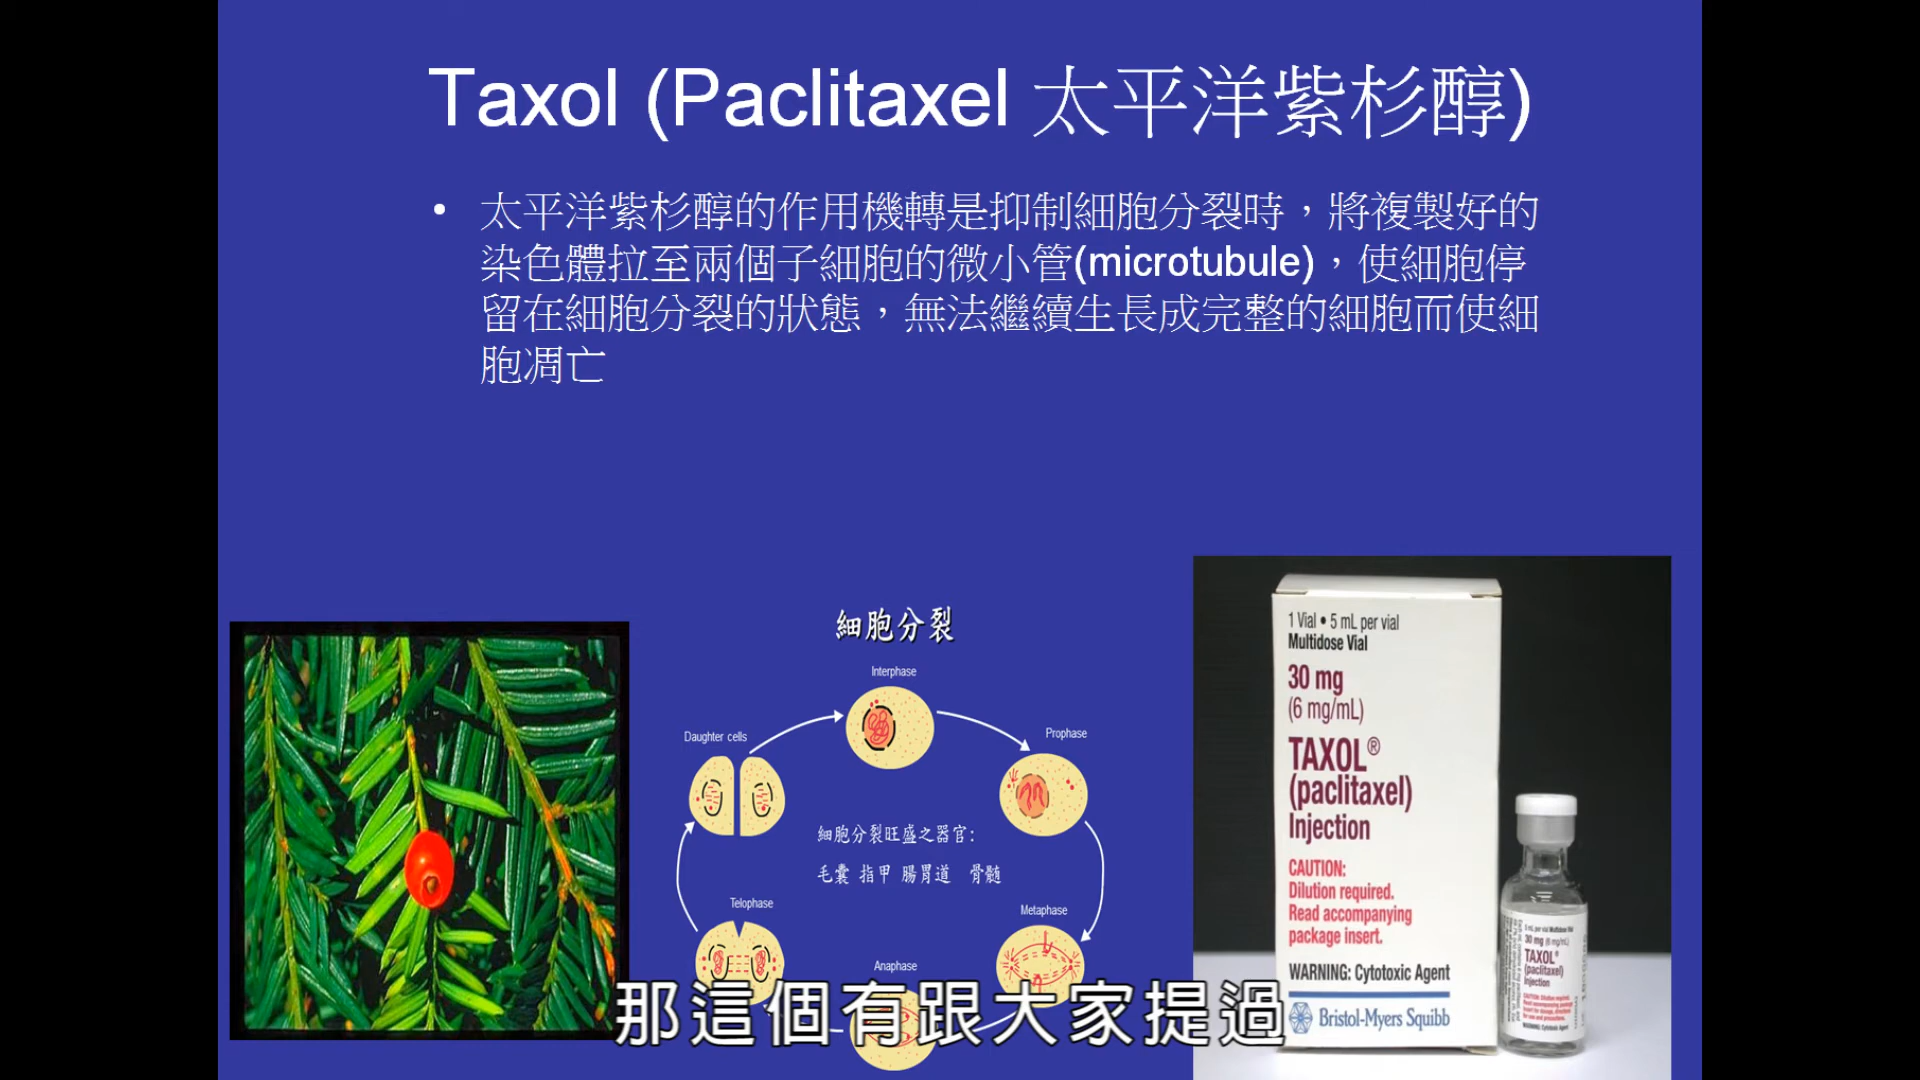 Taxol (Paclitaxel 太平洋紫杉醇)
• 太平洋紫杉醇的作用機轉是抑制細胞分裂時，將複製好的
染色體拉至兩個子細胞的微小管(microtubule)，使細胞停
留在細胞分裂的狀態，無法繼續生長成完整的細胞而使細
胞凋亡
細胞分裂
Interphase
Daughter cells
Prophase
細胞分裂旺盛之器官:
毛囊 指甲 腸胃道 骨髓
Telophase
Metaphase
Anaphase
1 Vial • 5 mL per vial
Multidose Vial
30 mg
(6 mg/mL)
TAXOL®
(paclitaxel)
Injection
CAUTION:
Dilution required.
Read accompanying
package insert.
WARNING: Cytotoxic Agent
Bristol-Myers Squibb
30 mg (6 mg/mL)
TAXOL®
(paclitaxel)
Injection
那這個有跟大家提過